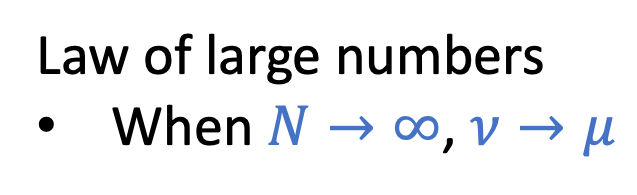 Law of large numbers
• When 𝑁 → ∞, 𝜈 → 𝜇